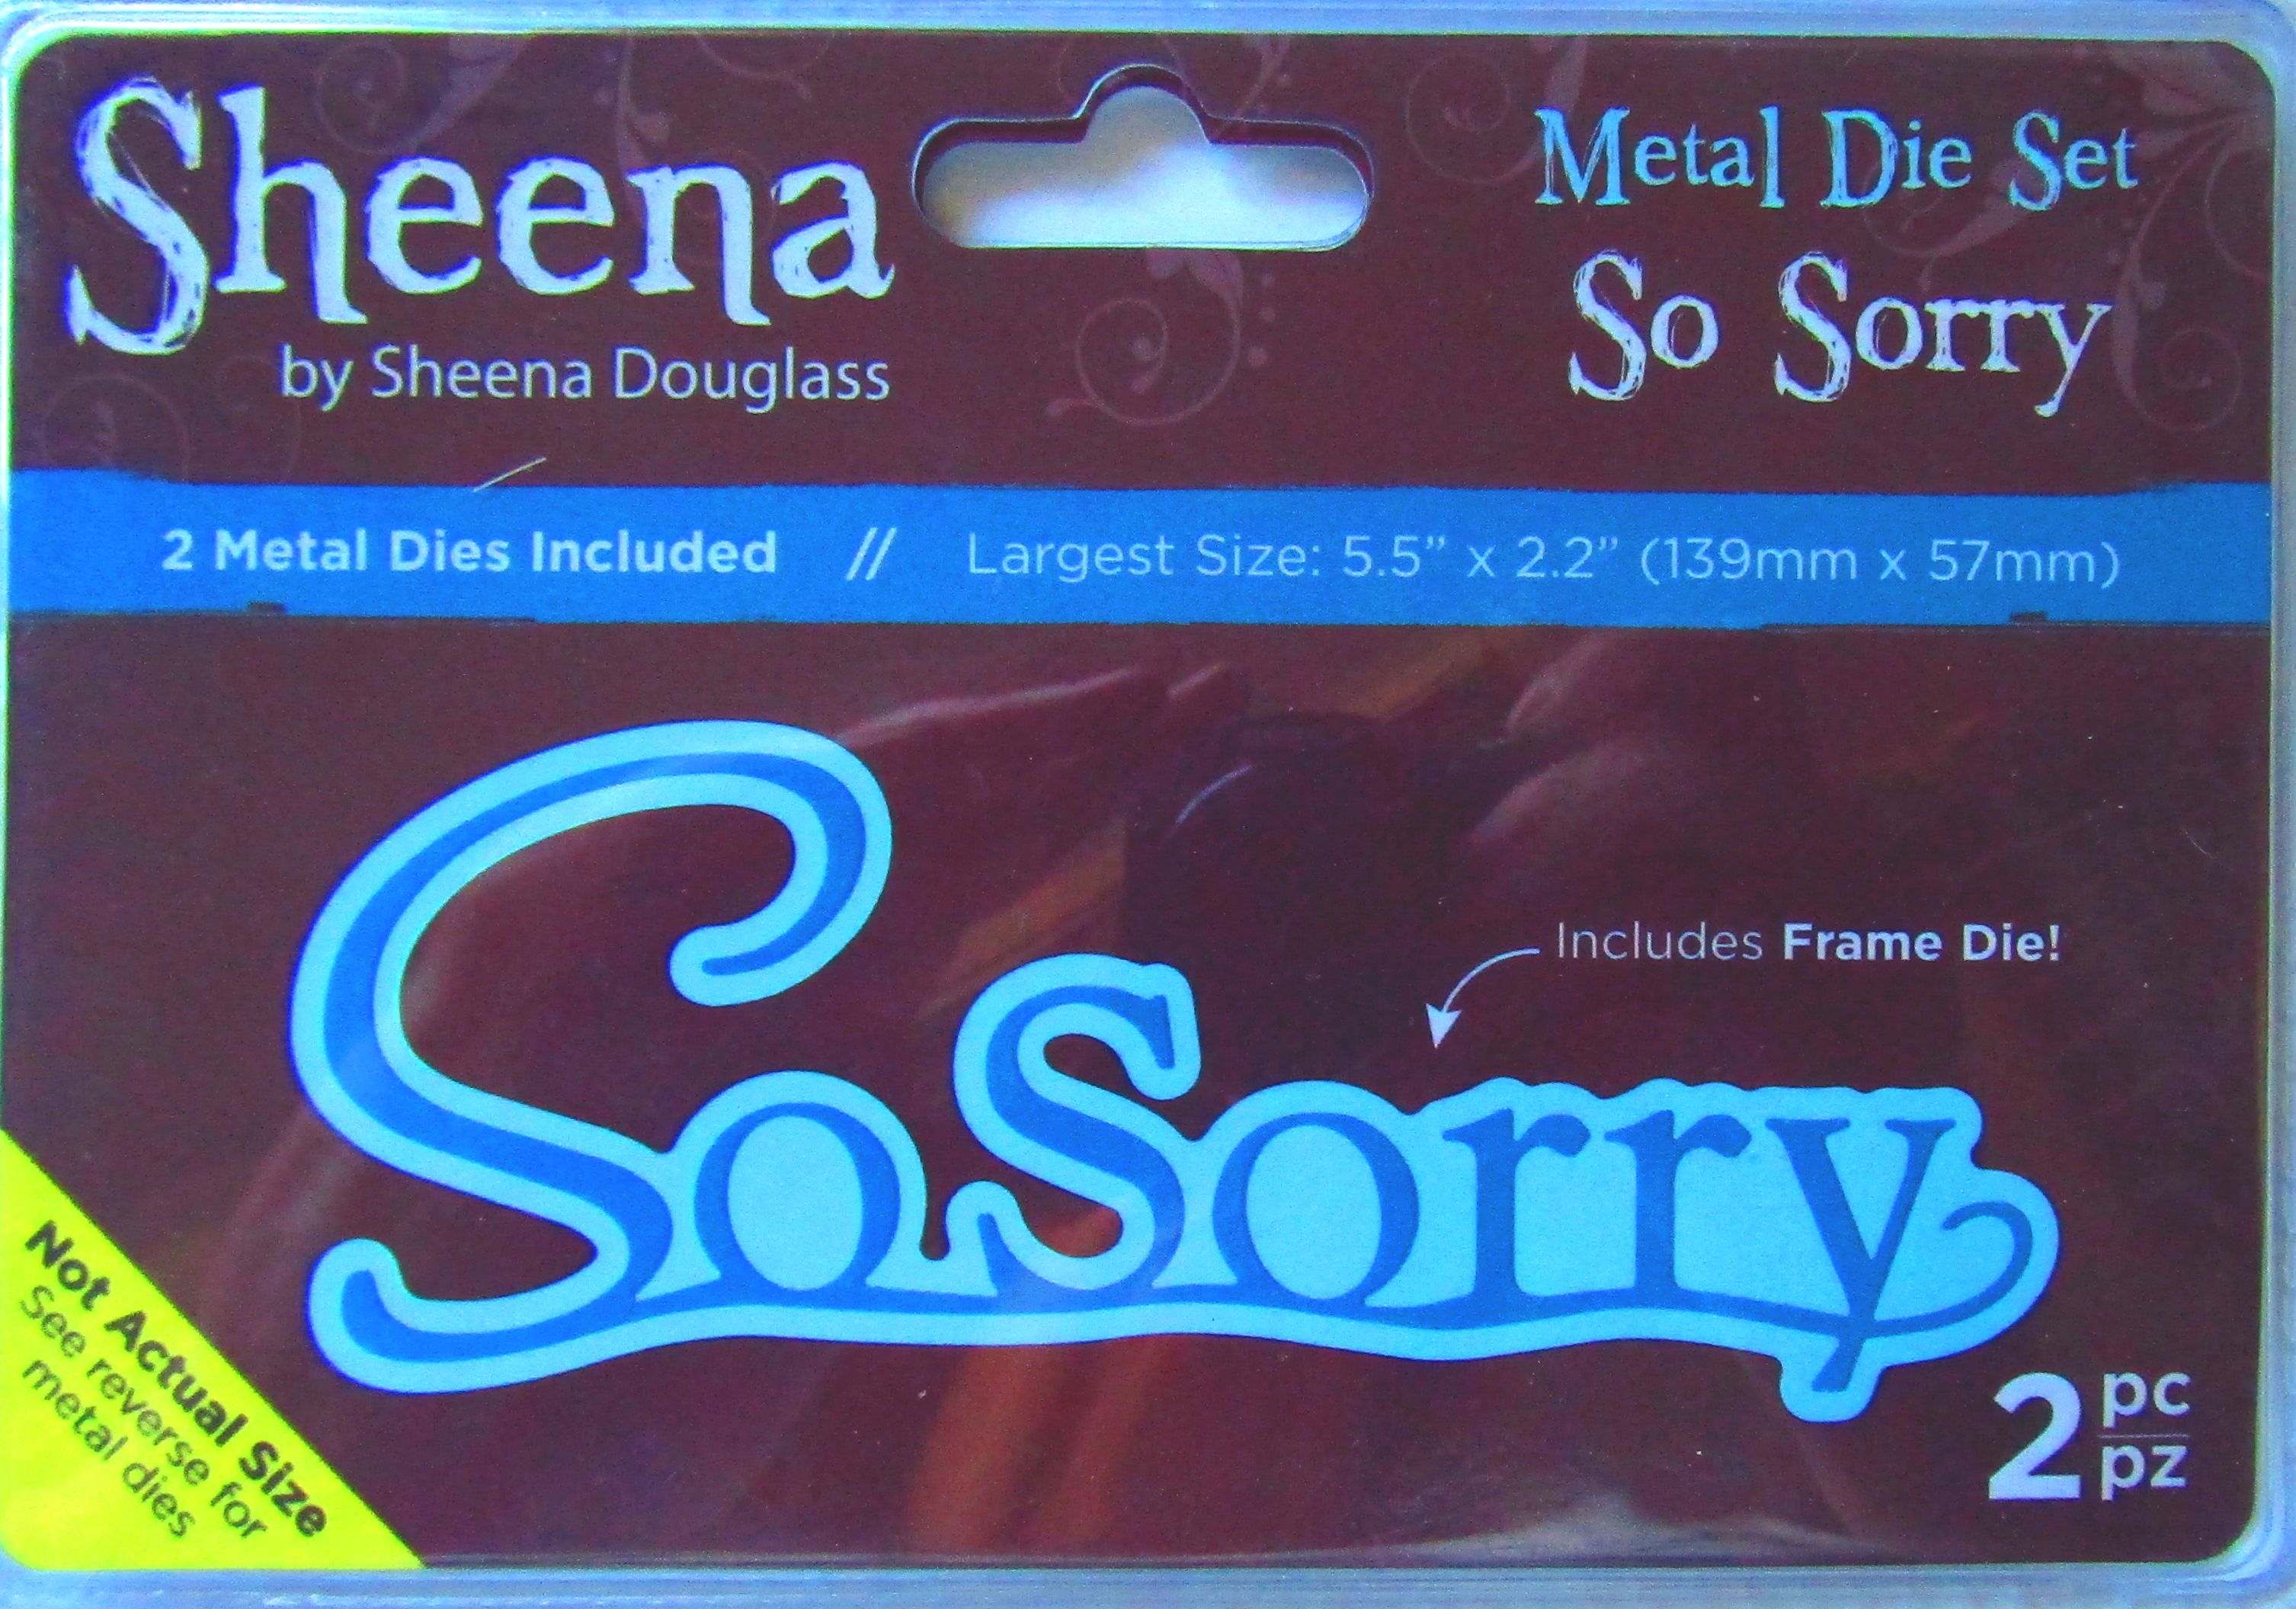 Sheena
by Sheena Douglass
Metal Die Set
So Sorry
2 Metal Dies Included // Largest Size: 5.5” x 2.2” (139mm x 57mm)
Includes Frame Die!
So Sorry
Not Actual Size
See reverse for
metal dies
2 pc
pz